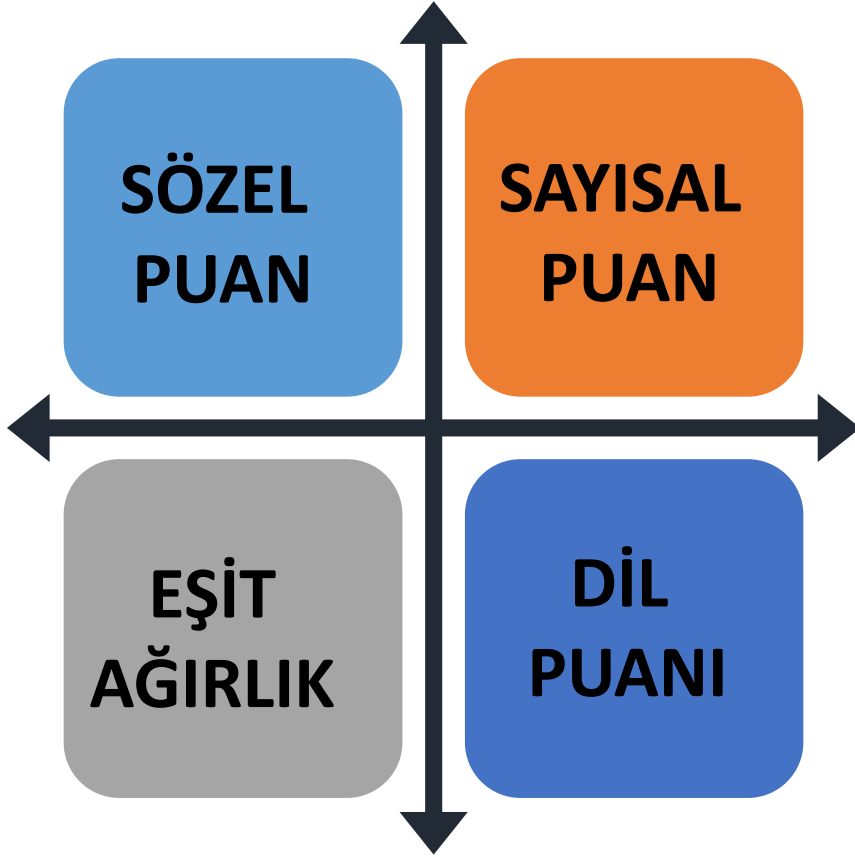 SÖZEL
PUAN
SAYISAL
PUAN
EŞİT
AĞIRLIK
DİL
PUANI